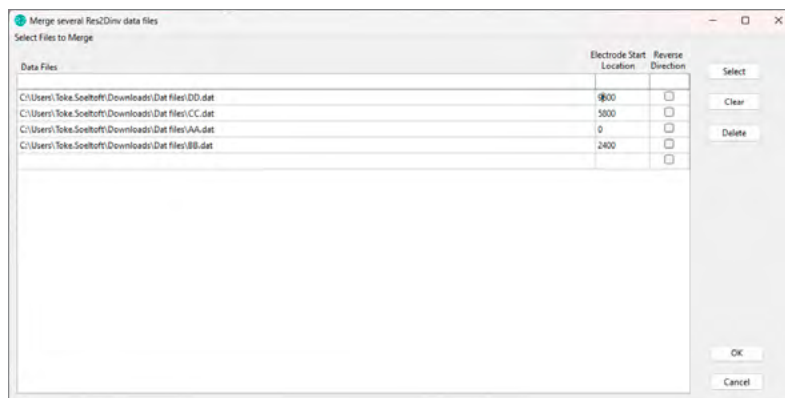 Merge several Res2Dinv data files
Select Files to Merge
Data Files
Electrode Start Location
Reverse Direction
Select
C:\Users\Toke.Soeltoft\Downloads\Dat files\DD.dat
Clear
C:\Users\Toke.Soeltoft\Downloads\Dat files\CC.dat 5800
C:\Users\Toke.Soeltoft\Downloads\Dat files\AA.dat 0
Delete
C:\Users\Toke.Soeltoft\Downloads\Dat files\BB.dat 2400
OK
Cancel